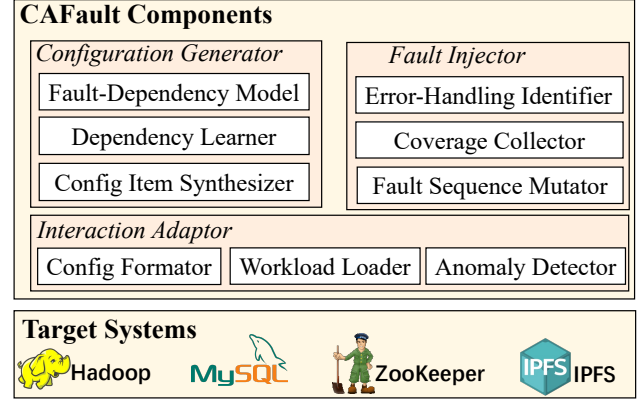 CAFault Components
Configuration Generator
Fault-Dependency Model
Dependency Learner
Config Item Synthesizer
Fault Injector
Error-Handling Identifier
Coverage Collector
Fault Sequence Mutator
Interaction Adaptor
Config Formator
Workload Loader
Anomaly Detector
Target Systems
Hadoop
MySQL
ZooKeeper
IPFS
IPFS